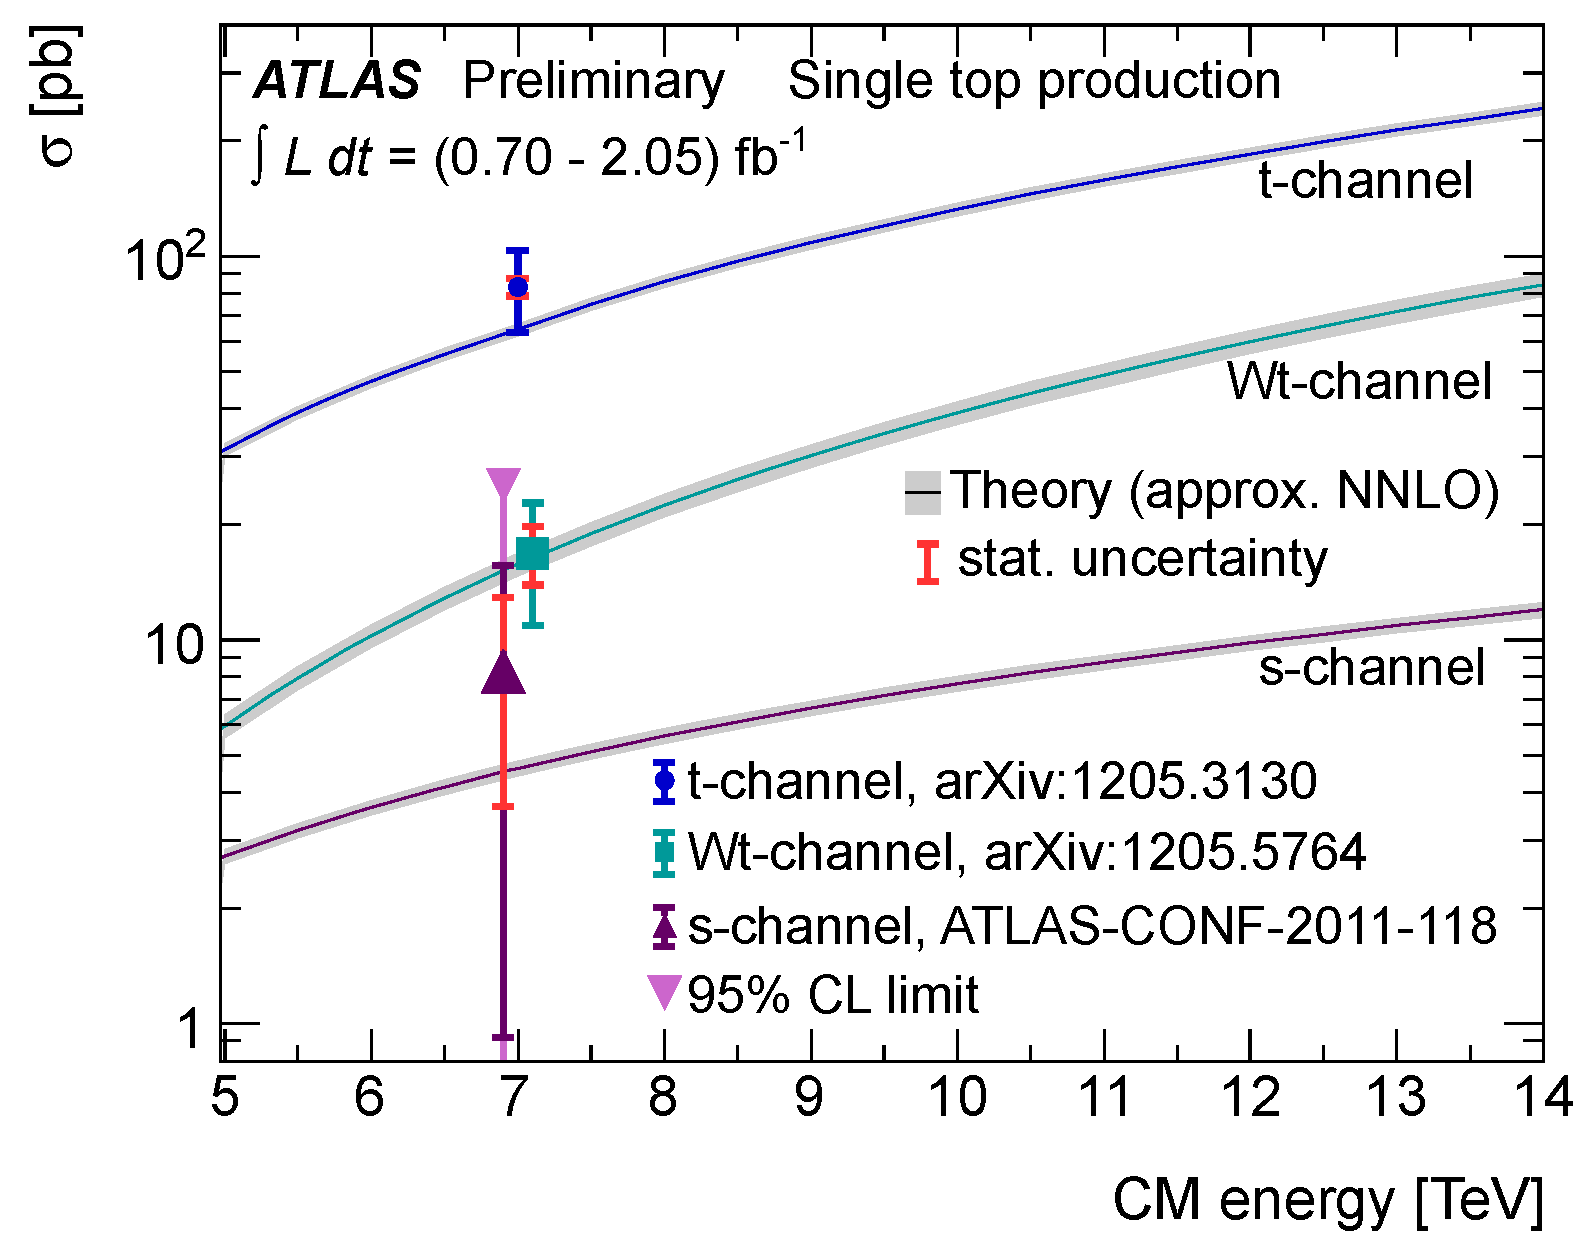 σ [pb]
ATLAS Preliminary Single top production
∫ L dt = (0.70 - 2.05) fb⁻¹
t-channel
10²
Wt-channel
Theory (approx. NNLO)
stat. uncertainty
10
s-channel
t-channel, arXiv:1205.3130
Wt-channel, arXiv:1205.5764
s-channel, ATLAS-CONF-2011-118
95% CL limit
1
5 6 7 8 9 10 11 12 13 14
CM energy [TeV]